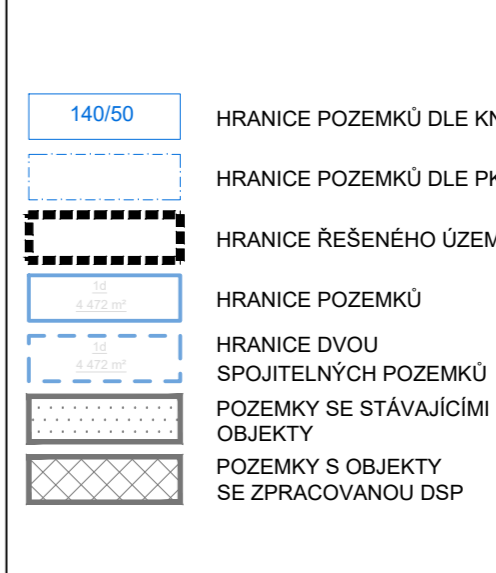 140/50 HRANICE POZEMKŮ DLE KN
HRANICE POZEMKŮ DLE PK
HRANICE ŘEŠENÉHO ÚZEM
1d
4 472 m² HRANICE POZEMKŮ
1d
4 472 m²
HRANICE DVOU
SPOJITELNÝCH POZEMKŮ
POZEMKY SE STÁVAJÍCÍMI
OBJEKTY
POZEMKY S OBJEKTY
SE ZPRACOVANOU DSP